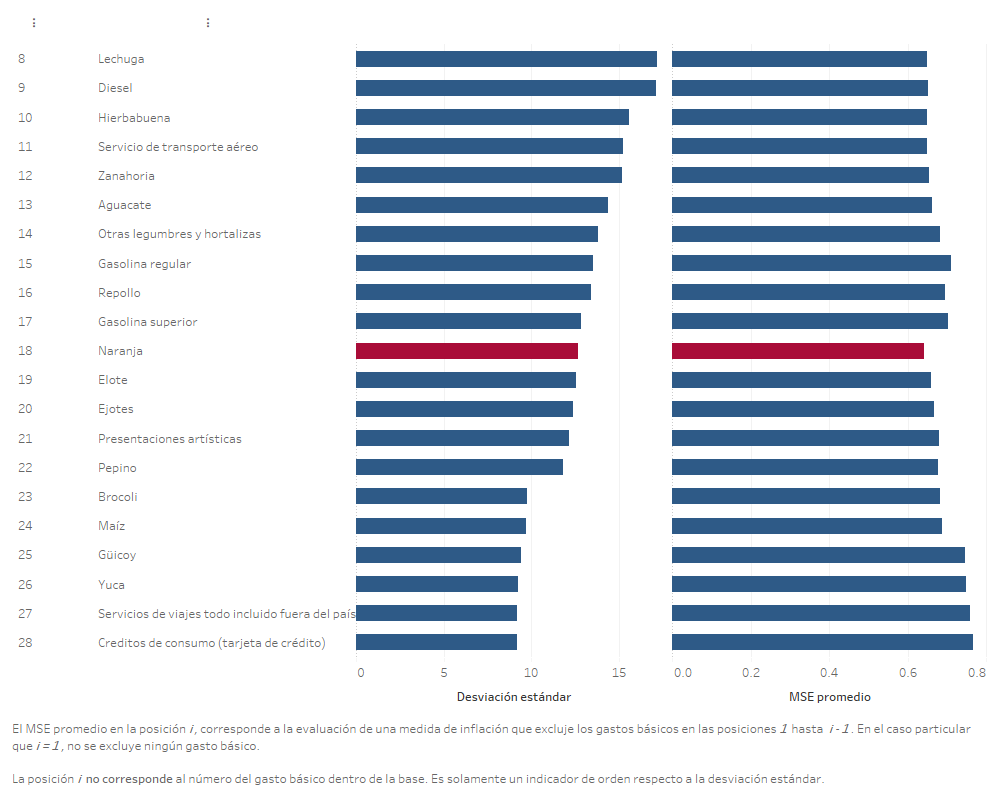 ⋮ ⋮
8 Lechuga
9 Diesel
10 Hierbabuena
11 Servicio de transporte aéreo
12 Zanahoria
13 Aguacate
14 Otras legumbres y hortalizas
15 Gasolina regular
16 Repollo
17 Gasolina superior
18 Naranja
19 Elote
20 Ejotes
21 Presentaciones artísticas
22 Pepino
23 Brocoli
24 Maíz
25 Güicoy
26 Yuca
27 Servicios de viajes todo incluido fuera del país
28 Creditos de consumo (tarjeta de crédito)
0 5 10 15 0.0 0.2 0.4 0.6 0.8
Desviación estándar MSE promedio
El MSE promedio en la posición i, corresponde a la evaluación de una medida de inflación que excluye los gastos básicos en las posiciones 1 hasta i-1. En el caso particular
que i = 1, no se excluye ningún gasto básico.
La posición i no corresponde al número del gasto básico dentro de la base. Es solamente un indicador de orden respecto a la desviación estándar.